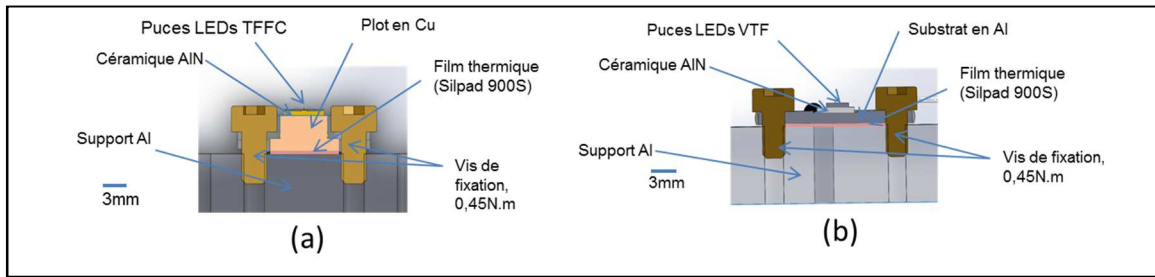 Puces LEDs TFFC
Plot en Cu
Céramique AlN
Film thermique
(Silpad 900S)
Support Al
Vis de
fixation,
0,45N.m
3mm
(a)
Puces LEDs VTF
Substrat en Al
Céramique AlN
Film thermique
(Silpad 900S)
Support Al
Vis de fixation,
0,45N.m
3mm
(b)